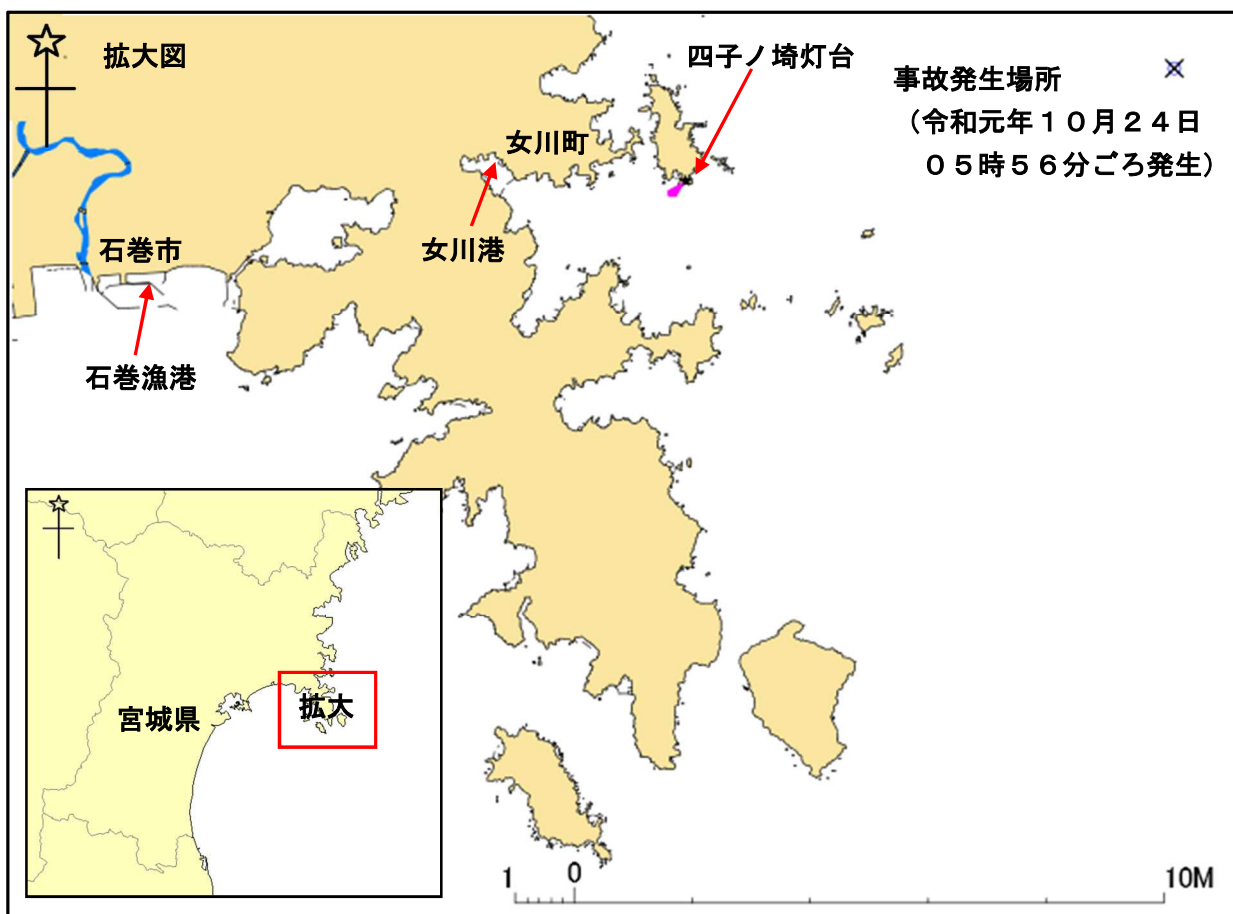 拡大図
四子ノ埼灯台
事故発生場所
（令和元年１０月２４日
０５時５６分ごろ発生）
女川町
石巻市
女川港
石巻漁港
宮城県
拡大
1 0 10M